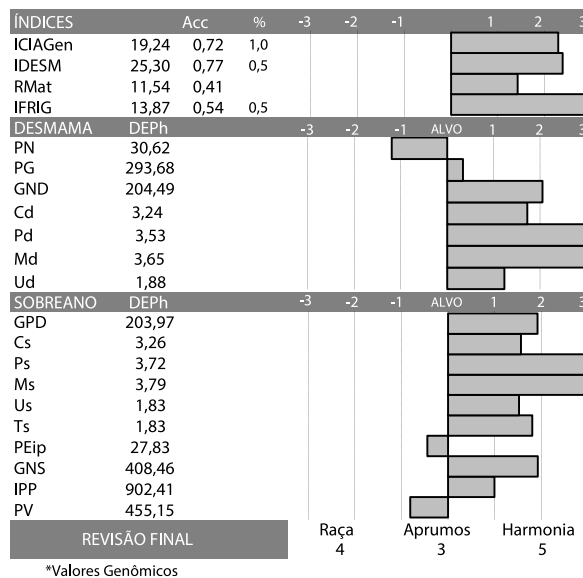 ÍNDICES Acc % -3 -2 -1 1 2 3
ICIAGen 19,24 0,72 1,0
IDESM 25,30 0,77 0,5
RMat 11,54 0,41
IFRIG 13,87 0,54 0,5
DESMAMA DEPh -3 -2 -1 ALVO 1 2 3
PN 30,62
PG 293,68
GND 204,49
Cd 3,24
Pd 3,53
Md 3,65
Ud 1,88
SOBREANO DEPh -3 -2 -1 ALVO 1 2 3
GPD 203,97
Cs 3,26
Ps 3,72
Ms 3,79
Us 1,83
Ts 1,83
PEip 27,83
GNS 408,46
IPP 902,41
PV 455,15
REVISÃO FINAL Raça Aprumos Harmonia
4 3 5
*Valores Genômicos